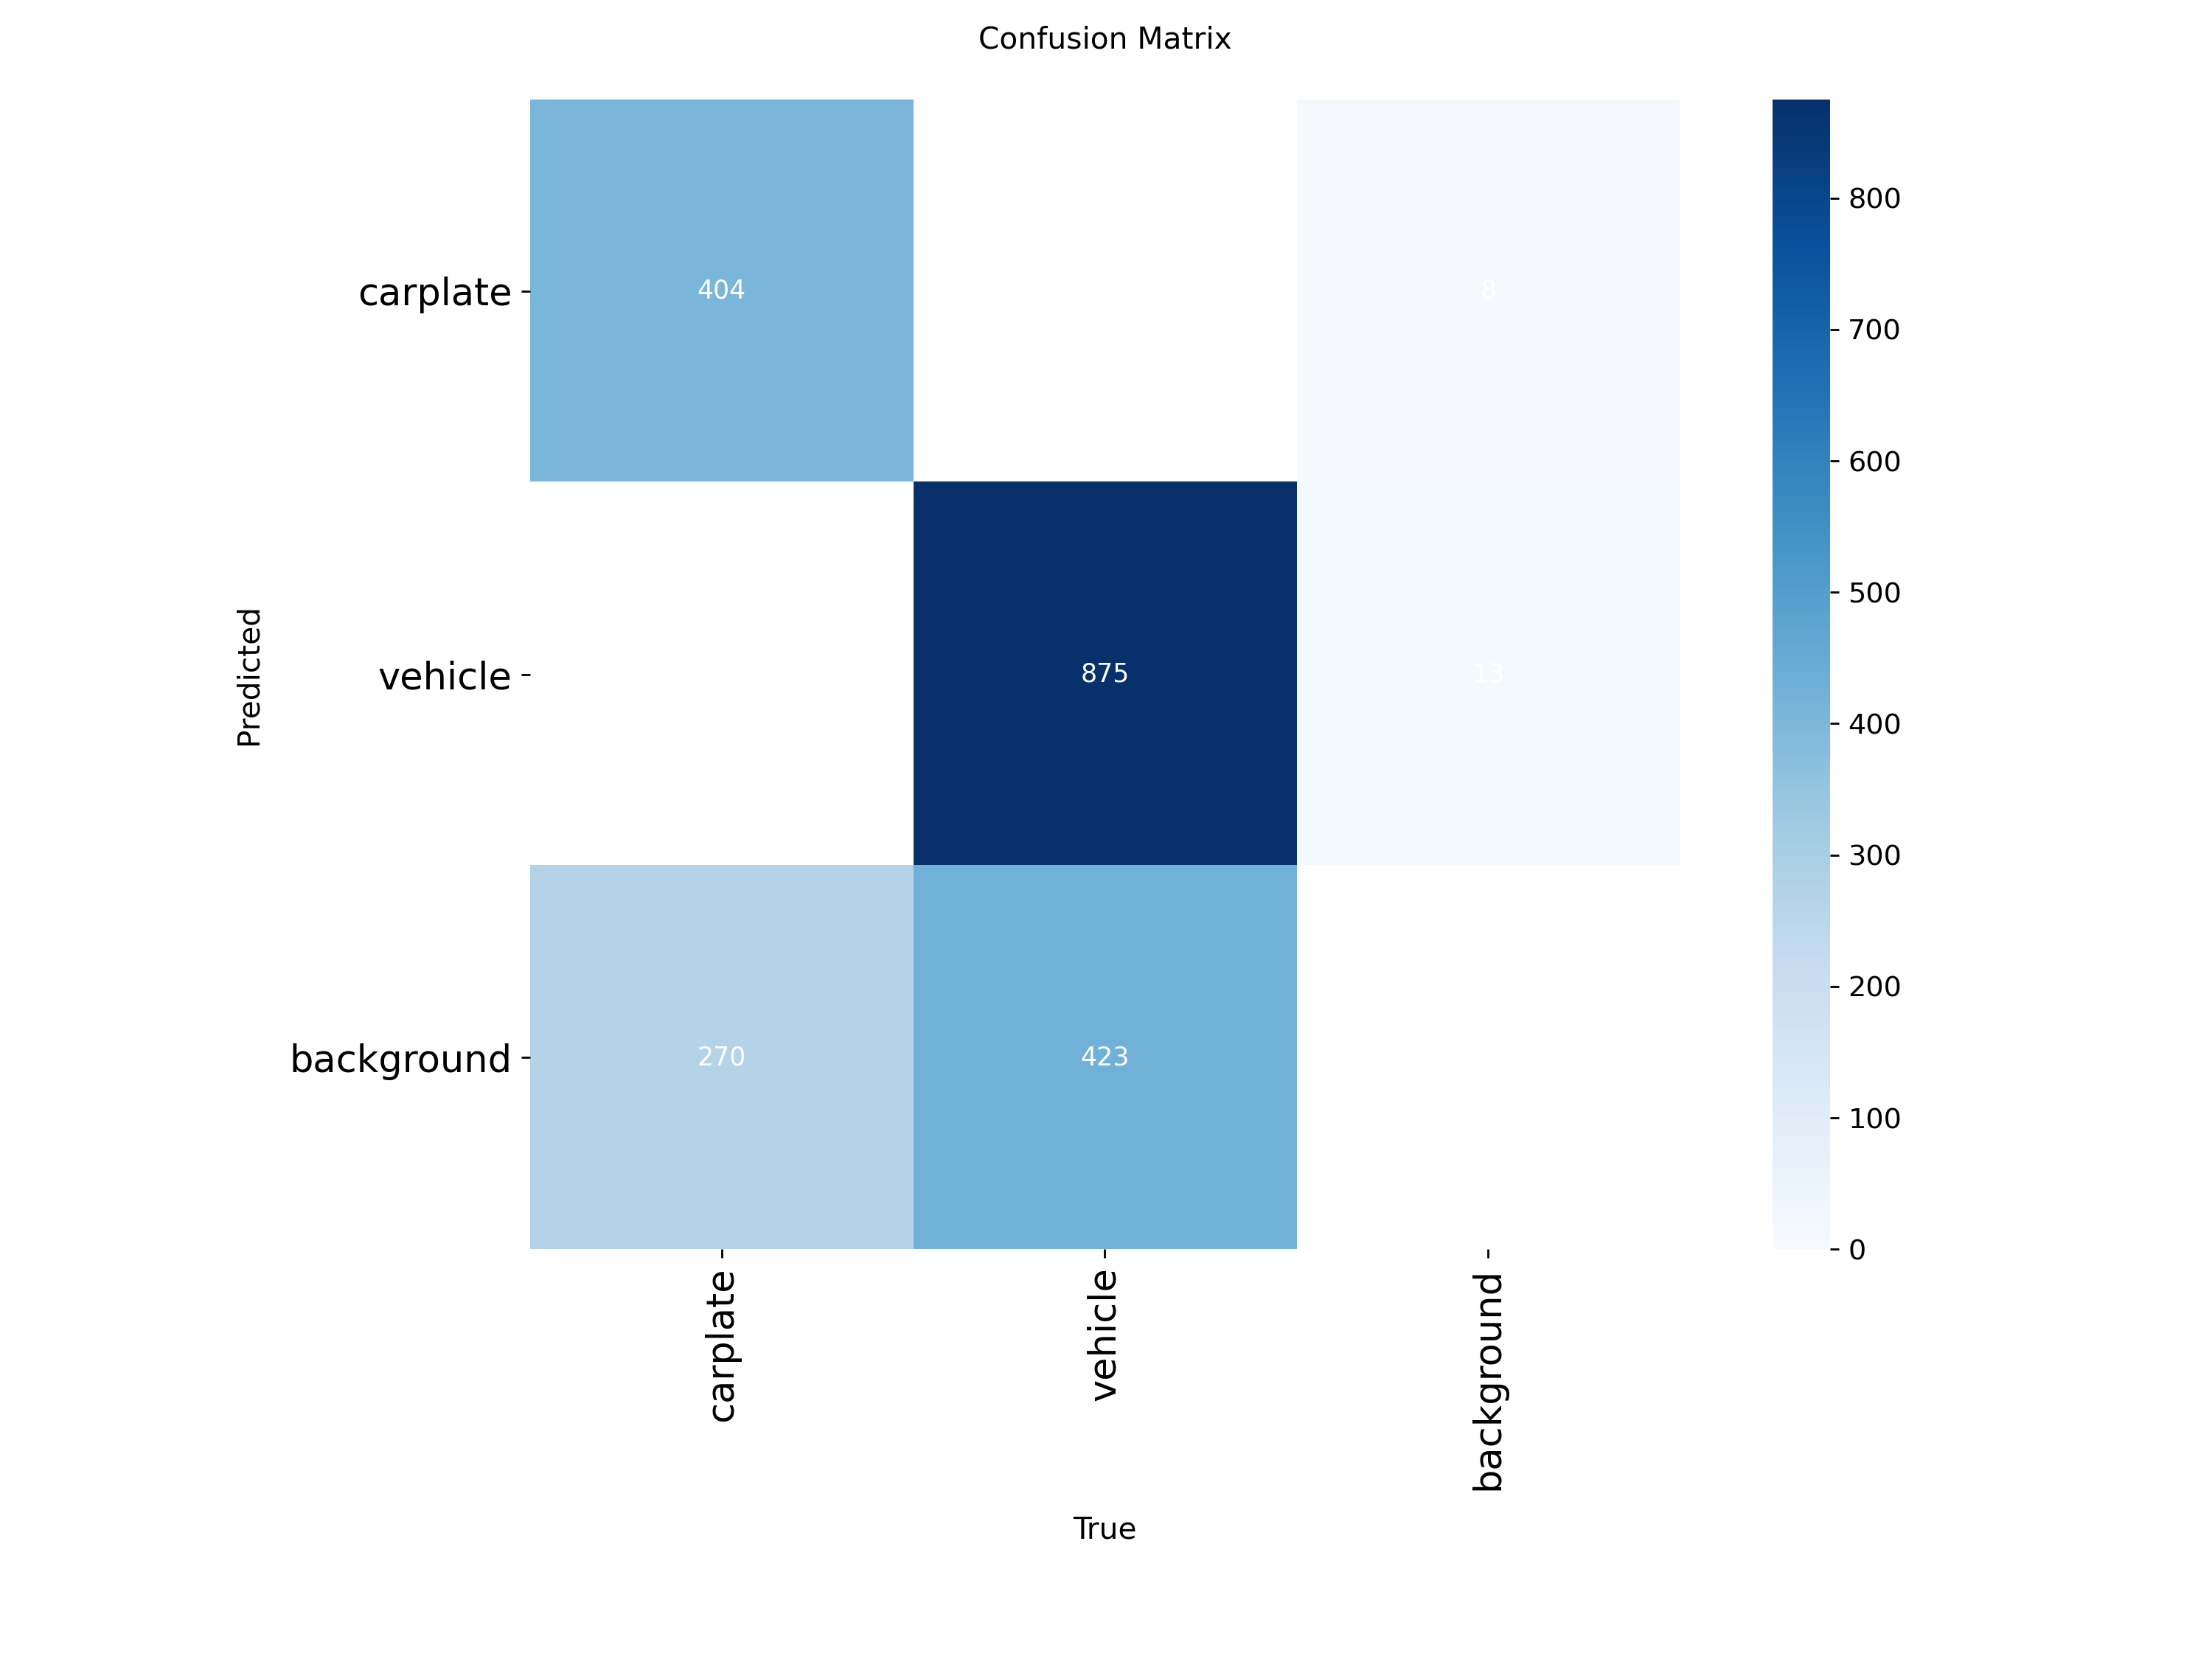 Confusion Matrix
Predicted
carplate
404
8
vehicle
875
13
background
270
423
carplate
vehicle
background
True
800
700
600
500
400
300
200
100
0